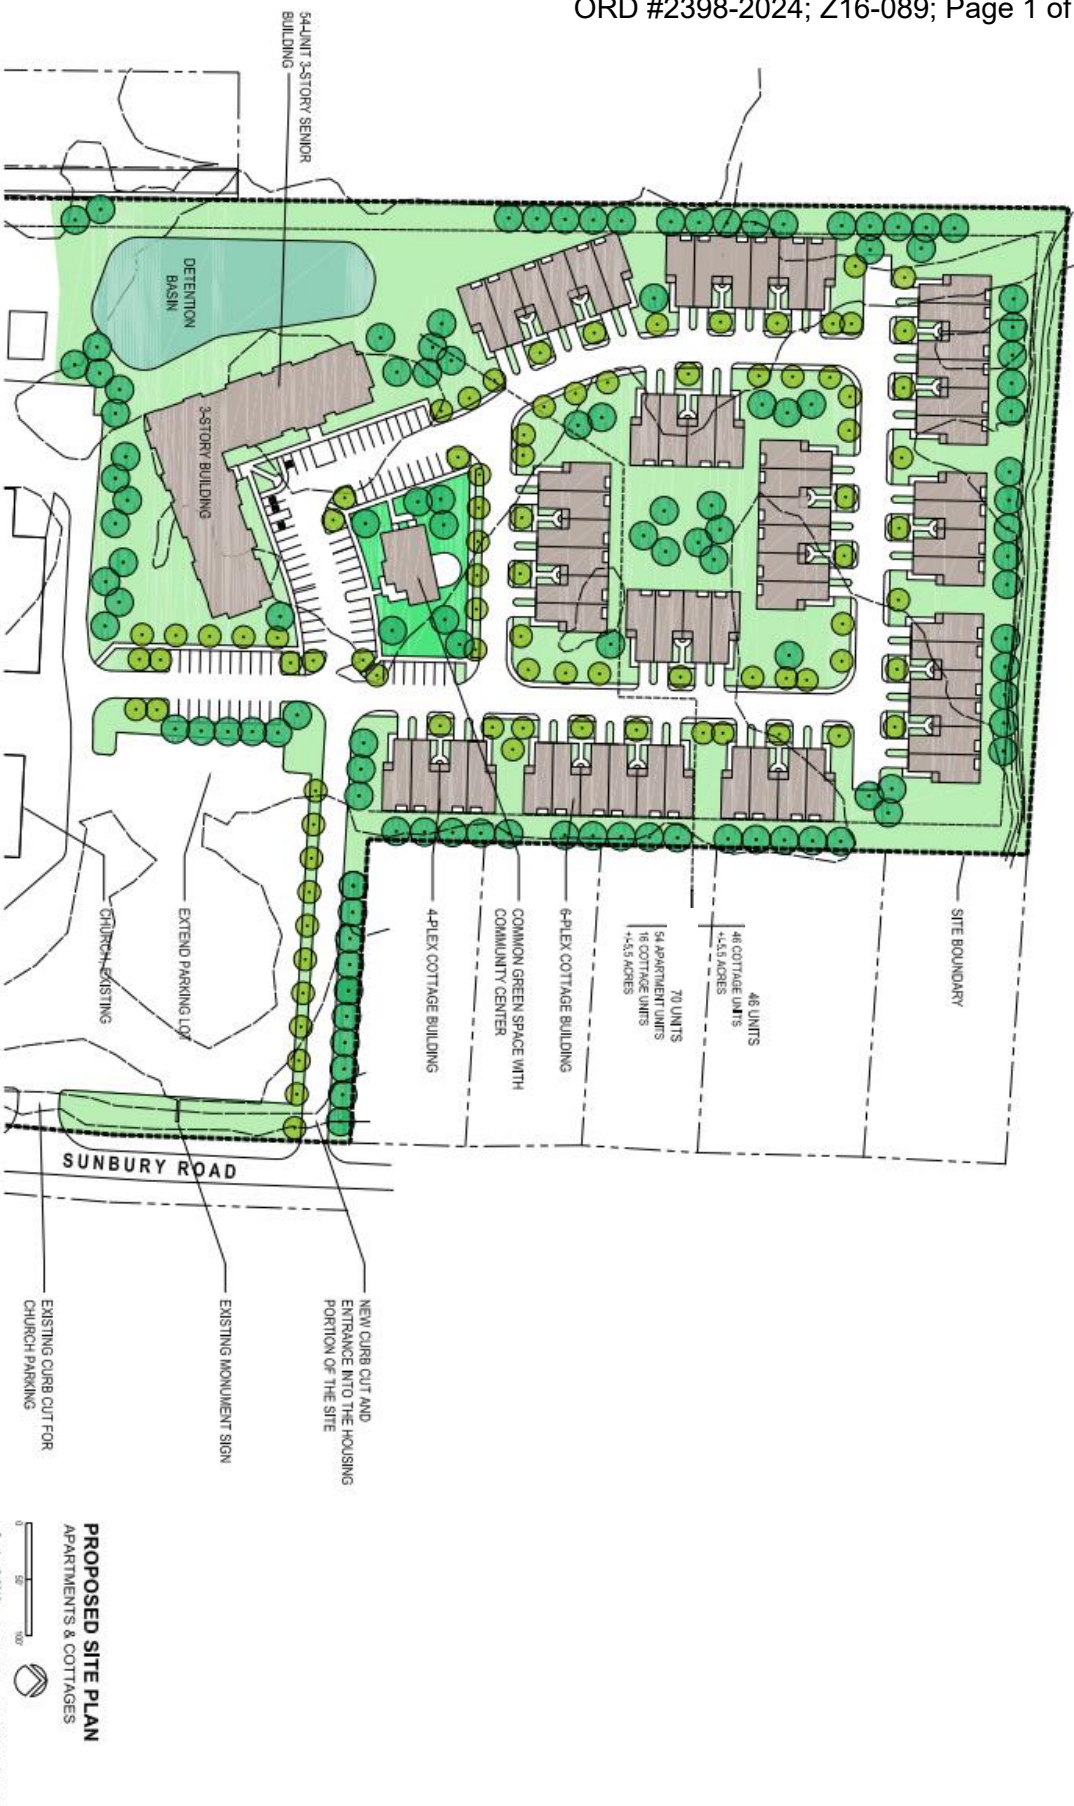 ORD #2398-2024; Z16-089; Page 1 of
54-UNIT 3-STORY SENIOR
BUILDING
DETENTION
BASIN
3-STORY BUILDING
SITE BOUNDARY
46 UNITS
46 COTTAGE UNITS
+/-5.5 ACRES
70 UNITS
54 APARTMENT UNITS
16 COTTAGE UNITS
+/-5.5 ACRES
6-PLEX COTTAGE BUILDING
COMMON GREEN SPACE WITH
COMMUNITY CENTER
4-PLEX COTTAGE BUILDING
EXTEND PARKING LOT
CHURCH, EXISTING
SUNBURY ROAD
NEW CURB CUT AND
ENTRANCE INTO THE HOUSING
PORTION OF THE SITE
EXISTING MONUMENT SIGN
EXISTING CURB CUT FOR
CHURCH PARKING
PROPOSED SITE PLAN
APARTMENTS & COTTAGES
0 50' 100'